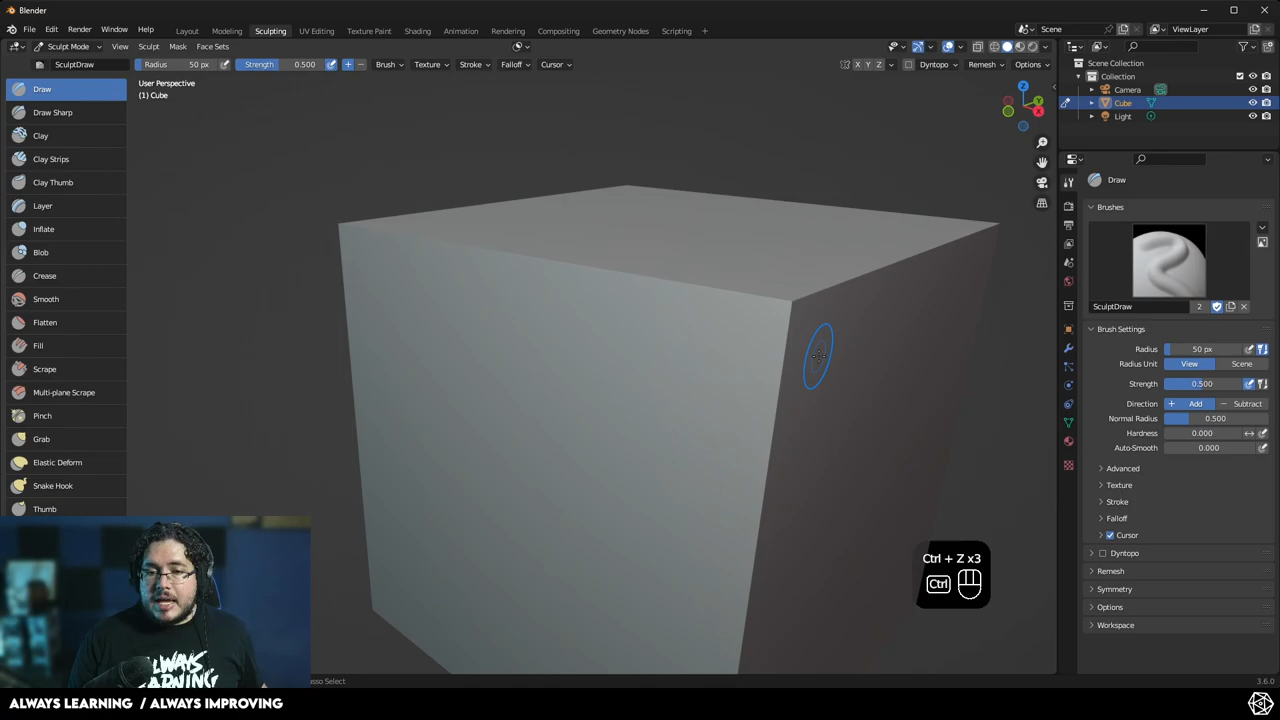 Blender
File Edit Render Window Help Layout Modeling Sculpting UV Editing Texture Paint Shading Animation Rendering Compositing Geometry Nodes Scripting + Scene ViewLayer
Sculpt Mode View Sculpt Mask Face Sets
SculptDraw Radius 50 px Strength 0.500 + − Brush Texture Stroke Falloff Cursor X Y Z Dyntopo Remesh Options
User Perspective
(1) Cube
Draw
Draw Sharp
Clay
Clay Strips
Clay Thumb
Layer
Inflate
Blob
Crease
Smooth
Flatten
Fill
Scrape
Multi-plane Scrape
Pinch
Grab
Elastic Deform
Snake Hook
Thumb
Z
Y
X
Scene Collection
Collection
Camera
Cube
Light
Draw
Brushes
SculptDraw 2
Brush Settings
Radius 50 px
Radius Unit View Scene
Strength 0.500
Direction + Add − Subtract
Normal Radius 0.500
Hardness 0.000
Auto-Smooth 0.000
Advanced
Texture
Stroke
Falloff
Cursor
Dyntopo
Remesh
Symmetry
Options
Workspace
Ctrl + Z x3
Ctrl
ALWAYS
LEARNING
asso Select
3.6.0
ALWAYS LEARNING / ALWAYS IMPROVING